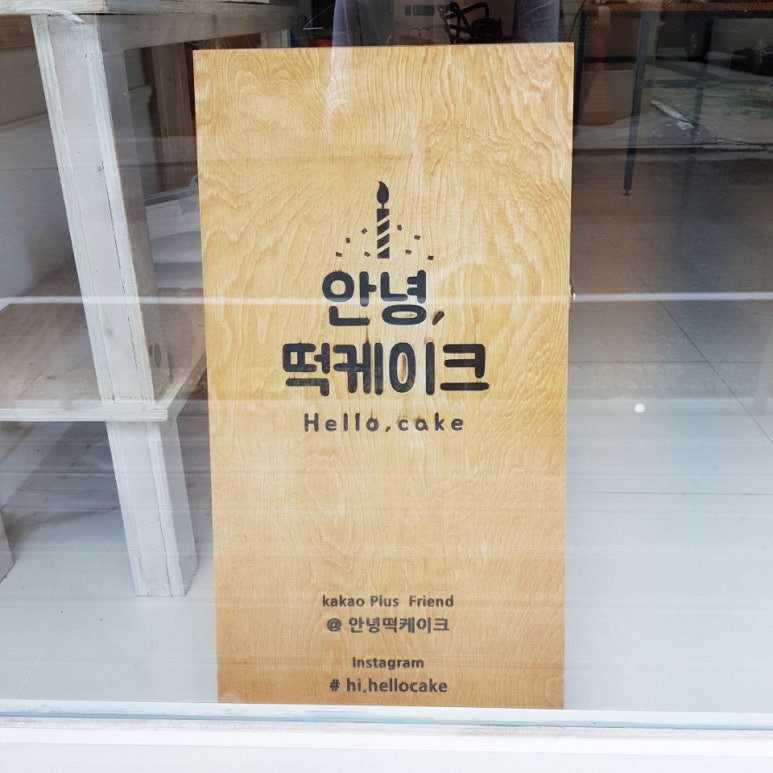 안녕,
떡케이크
Hello,cake
kakao Plus Friend
@ 안녕떡케이크
Instagram
# hi.hellocake